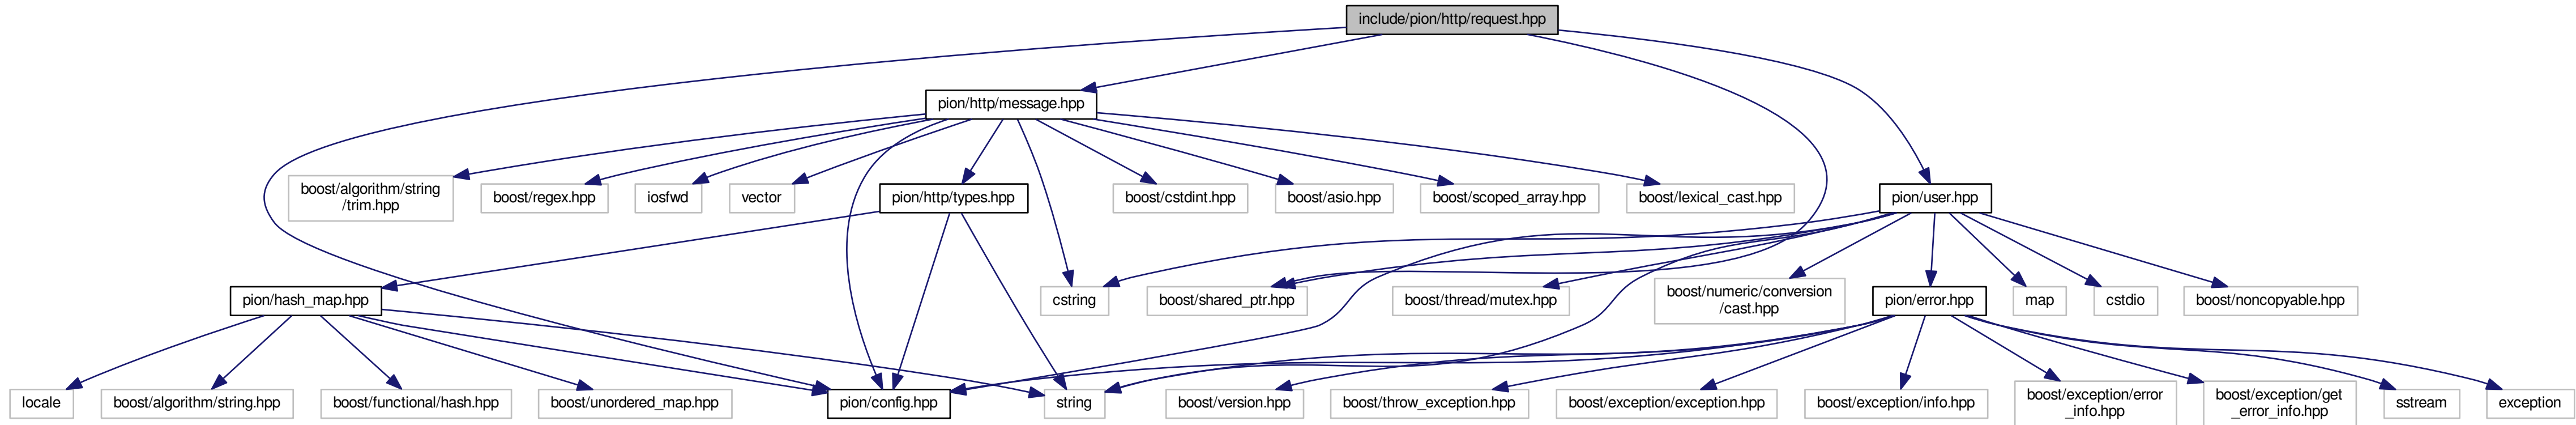 include/pion/http/request.hpp
pion/http/message.hpp
boost/algorithm/string
/trim.hpp
boost/regex.hpp
iosfwd
vector
pion/http/types.hpp
boost/cstdint.hpp
boost/asio.hpp
boost/scoped_array.hpp
boost/lexical_cast.hpp
pion/user.hpp
pion/hash_map.hpp
cstring
boost/shared_ptr.hpp
boost/thread/mutex.hpp
boost/numeric/conversion
/cast.hpp
pion/error.hpp
map
cstdio
boost/noncopyable.hpp
locale
boost/algorithm/string.hpp
boost/functional/hash.hpp
boost/unordered_map.hpp
pion/config.hpp
string
boost/version.hpp
boost/throw_exception.hpp
boost/exception/exception.hpp
boost/exception/info.hpp
boost/exception/error
_info.hpp
boost/exception/get
_error_info.hpp
sstream
exception